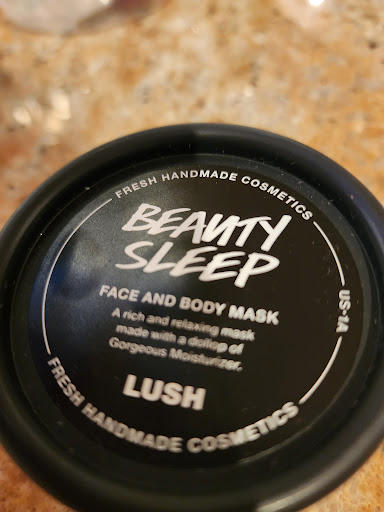 FRESH HANDMADE COSMETICS
BEAUTY
SLEEP
FACE AND BODY MASK
A rich and relaxing mask
made with a dollop of
Gorgeous Moisturizer.
LUSH
US-1A
FRESH HANDMADE COSMETICS